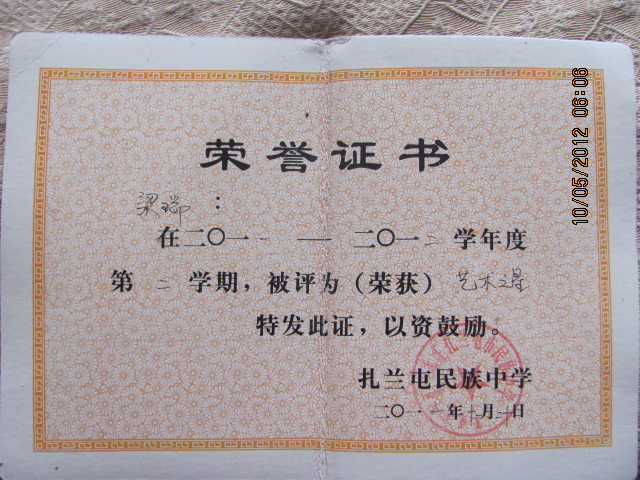 荣誉证书
梁瑞：
在二〇一一——二〇一二学年度
第二学期，被评为（荣获）艺术之星
特发此证，以资鼓励。
扎兰屯民族中学
二〇一一年十月二十日
10/05/2012 06:06